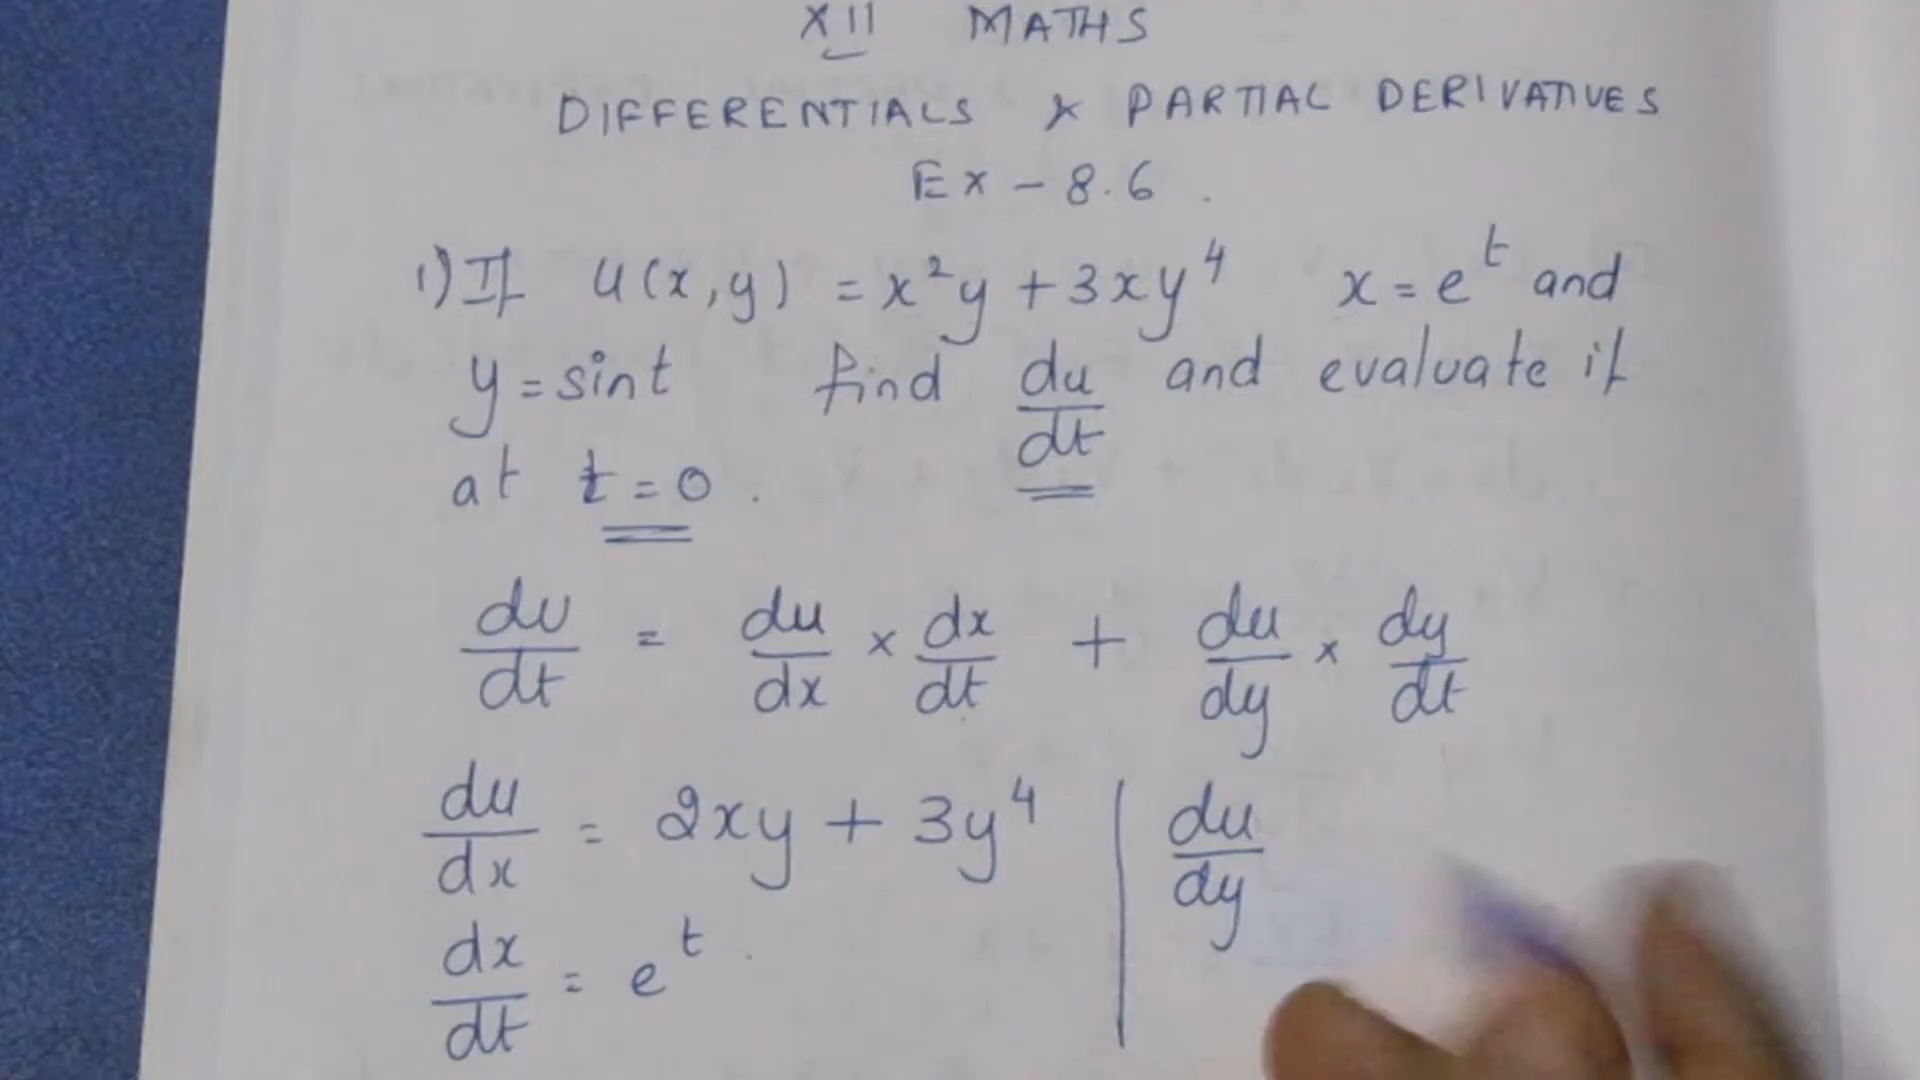 XII MATHS
DIFFERENTIALS & PARTIAL DERIVATIVES
Ex - 8.6.
1) If u(x,y) = x²y + 3xy⁴ x = e^t and
y = sint find du/dt and evaluate it
at t = 0.
du/dt = du/dx × dx/dt + du/dy × dy/dt
du/dx = 2xy + 3y⁴ | du/dy
dx/dt = e^t.